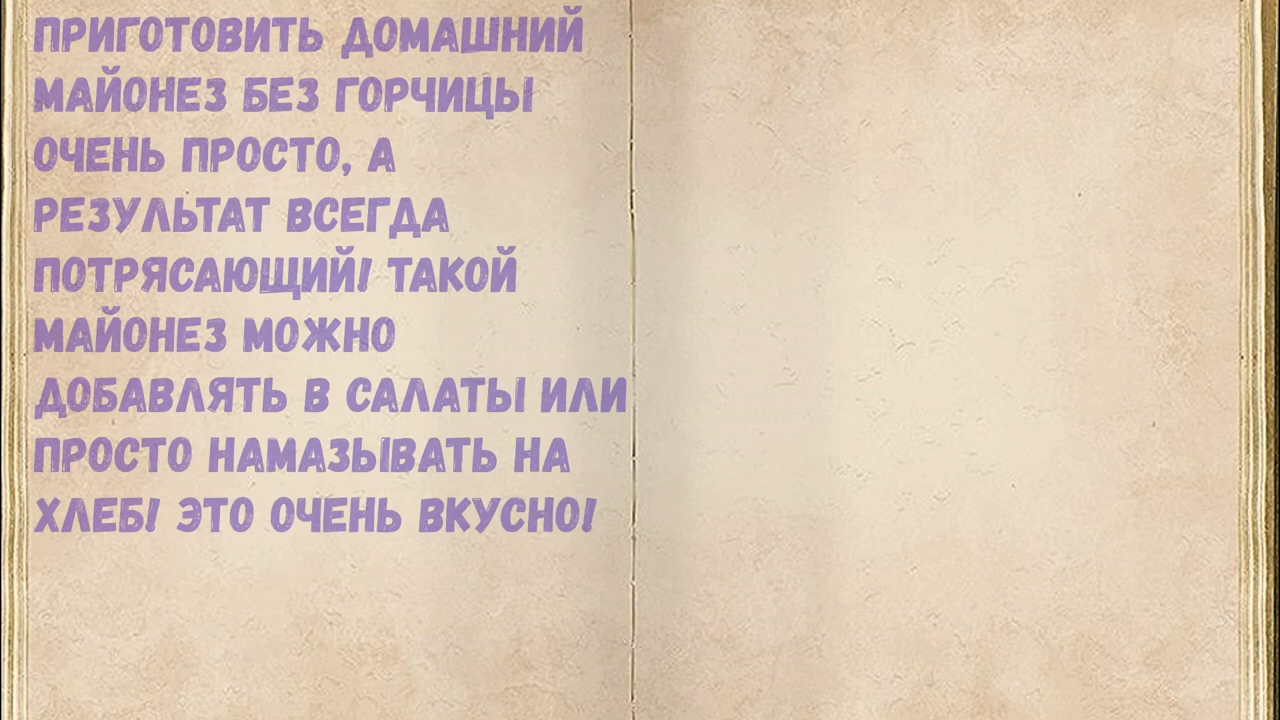 ПРИГОТОВИТЬ ДОМАШНИЙ
МАЙОНЕЗ БЕЗ ГОРЧИЦЫ
ОЧЕНЬ ПРОСТО, А
РЕЗУЛЬТАТ ВСЕГДА
ПОТРЯСАЮЩИЙ! ТАКОЙ
МАЙОНЕЗ МОЖНО
ДОБАВЛЯТЬ В САЛАТЫ ИЛИ
ПРОСТО НАМАЗЫВАТЬ НА
ХЛЕБ! ЭТО ОЧЕНЬ ВКУСНО!